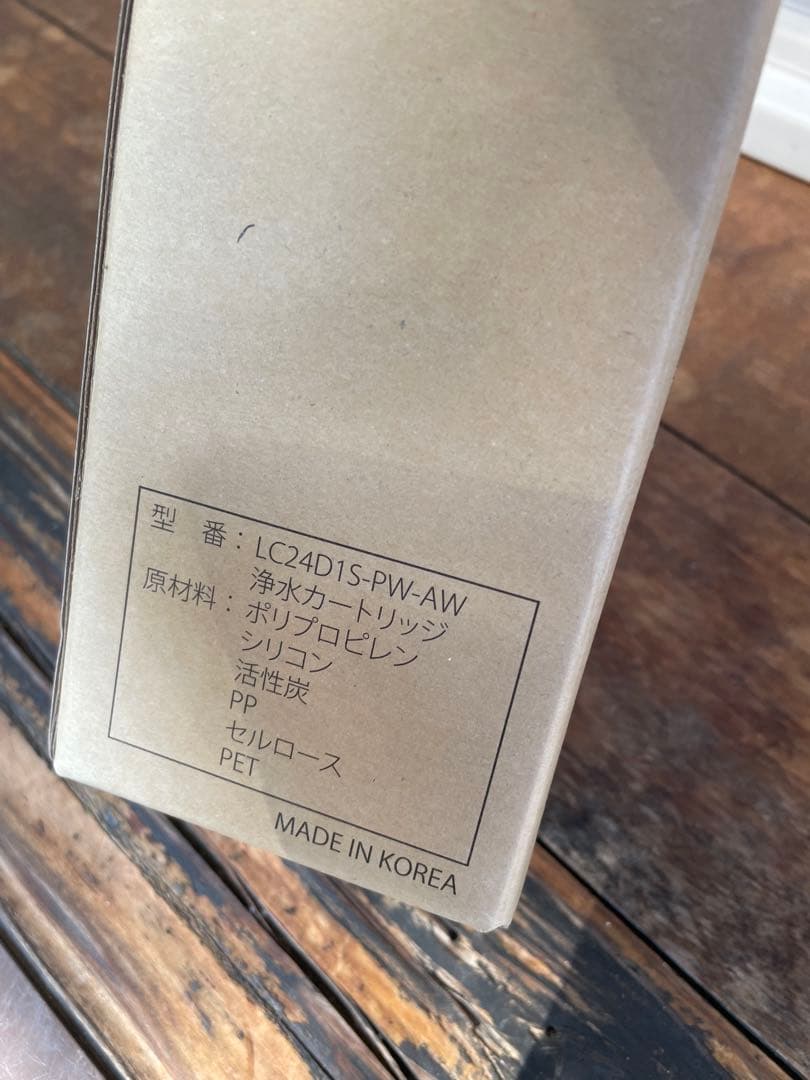 型　番：LC24D1S-PW-AW
浄水カートリッジ
原材料：ポリプロピレン
シリコン
活性炭
PP
セルロース
PET
MADE IN KOREA